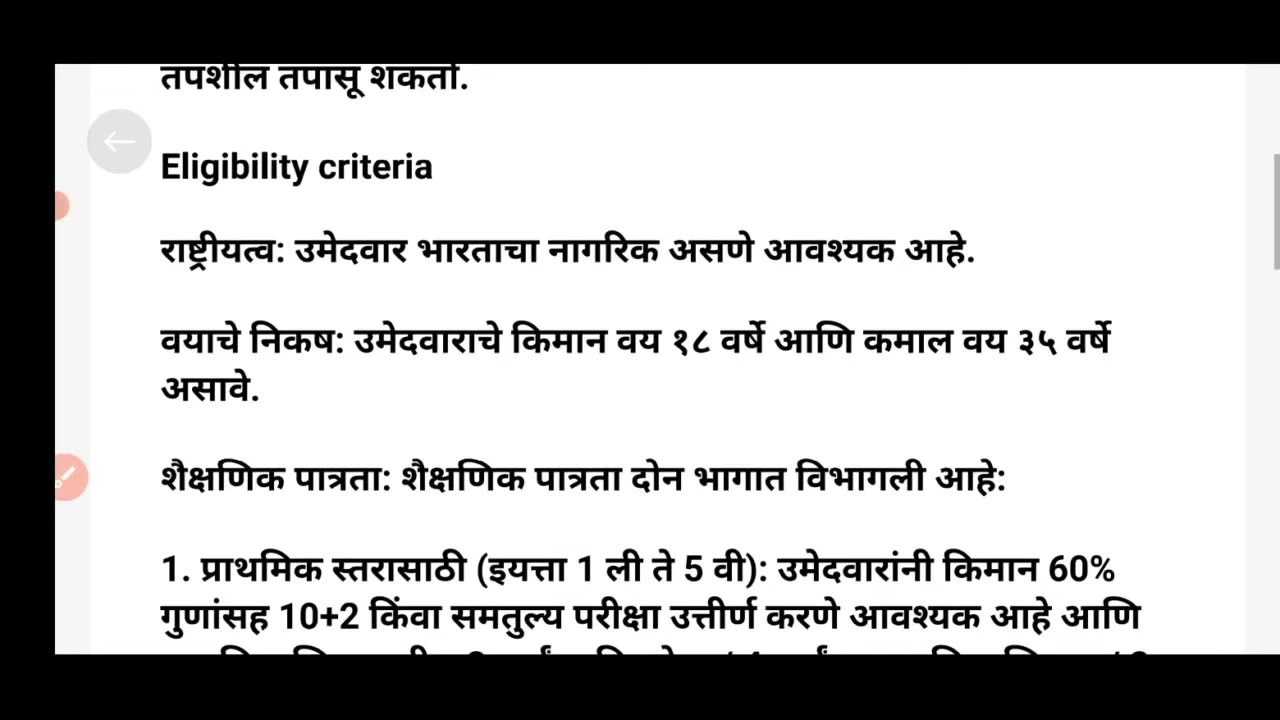 तपशील तपासू शकता.
Eligibility criteria
राष्ट्रीयत्व: उमेदवार भारताचा नागरिक असणे आवश्यक आहे.
वयाचे निकष: उमेदवाराचे किमान वय १८ वर्षे आणि कमाल वय ३५ वर्षे
असावे.
शैक्षणिक पात्रता: शैक्षणिक पात्रता दोन भागात विभागली आहे:
1. प्राथमिक स्तरासाठी (इयत्ता 1 ली ते 5 वी): उमेदवारांनी किमान 60%
गुणांसह 10+2 किंवा समतुल्य परीक्षा उत्तीर्ण करणे आवश्यक आहे आणि